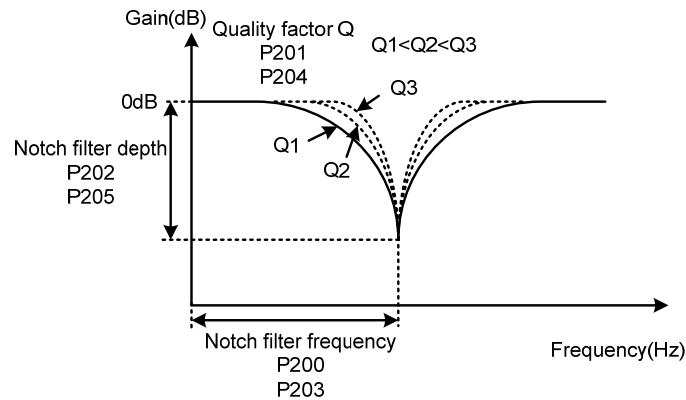 Gain(dB)
Quality factor Q
P201
P204
Q1<Q2<Q3
0dB
Q3
Q1
Q2
Notch filter depth
P202
P205
Notch filter frequency
P200
P203
Frequency(Hz)